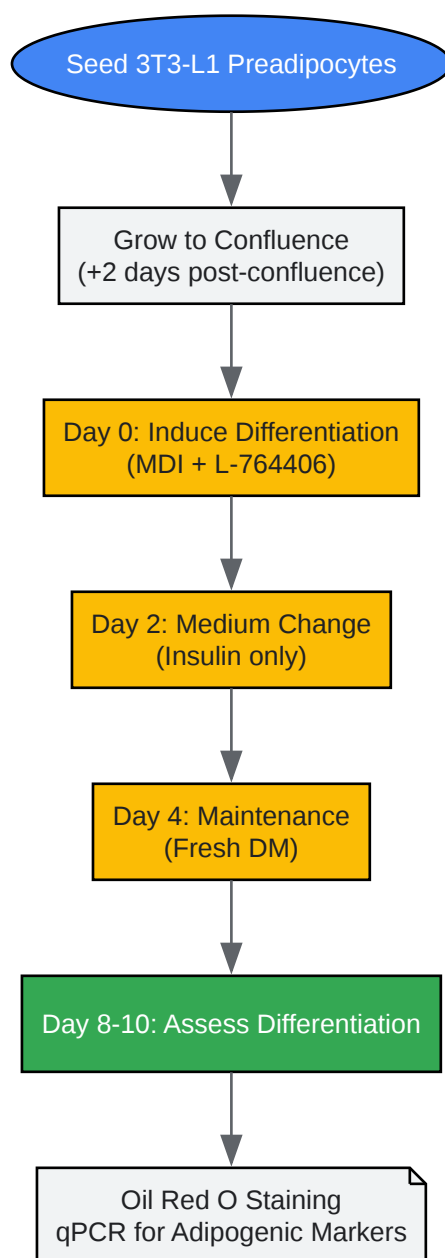 Seed 3T3-L1 Preadipocytes
Grow to Confluence
(+2 days post-confluence)
Day 0: Induce Differentiation
(MDI + L-764406)
Day 2: Medium Change
(Insulin only)
Day 4: Maintenance
(Fresh DM)
Day 8-10: Assess Differentiation
Oil Red O Staining
qPCR for Adipogenic Markers